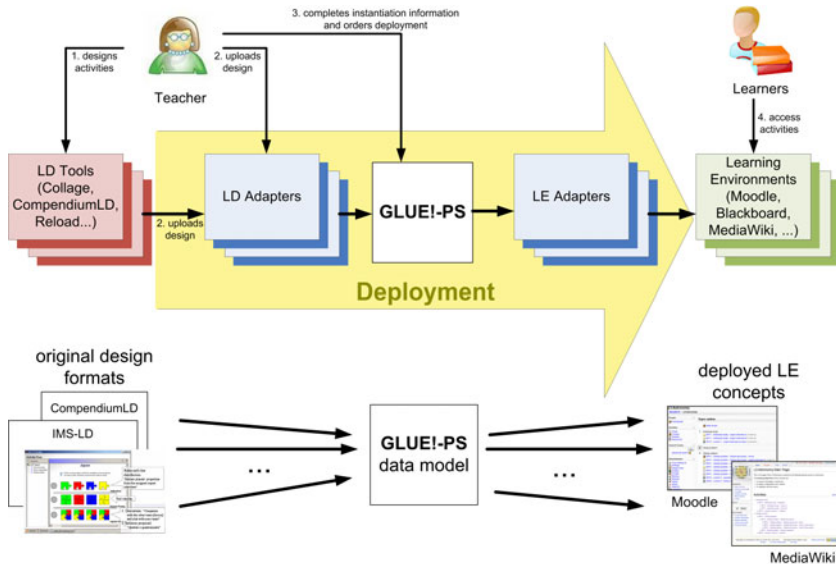 3. completes instantiation information
and orders deployment
1. designs
activities
2. uploads
design
Teacher
Learners
4. access
activities
LD Tools
(Collage,
CompendiumLD,
Reload...)
2. uploads
design
LD Adapters
GLUE!-PS
LE Adapters
Learning
Environments
(Moodle,
Blackboard,
MediaWiki, ...)
Deployment
original design
formats
CompendiumLD
IMS-LD
...
GLUE!-PS
data model
...
deployed LE
concepts
Moodle
MediaWiki